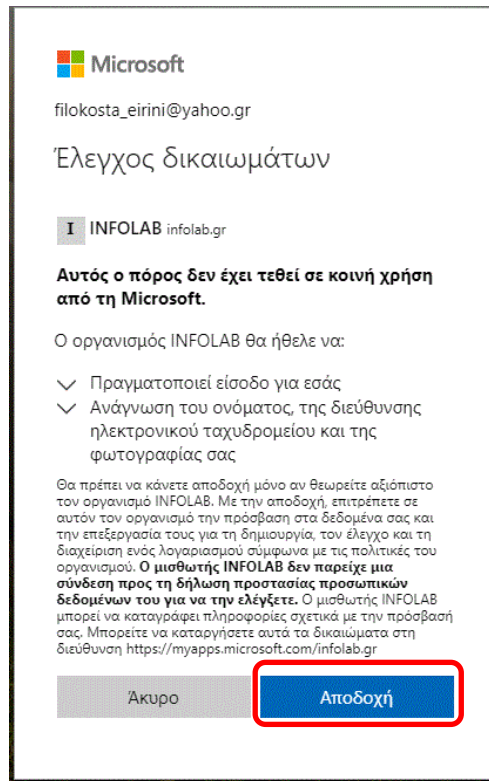 Microsoft
filokosta_eirini@yahoo.gr
Έλεγχος δικαιωμάτων
I INFOLAB infolab.gr
Αυτός ο πόρος δεν έχει τεθεί σε κοινή χρήση
από τη Microsoft.
Ο οργανισμός INFOLAB θα ήθελε να:
Πραγματοποιεί είσοδο για εσάς
Ανάγνωση του ονόματος, της διεύθυνσης
ηλεκτρονικού ταχυδρομείου και της
φωτογραφίας σας
Θα πρέπει να κάνετε αποδοχή μόνο αν θεωρείτε αξιόπιστο
τον οργανισμό INFOLAB. Με την αποδοχή, επιτρέπετε σε
αυτόν τον οργανισμό την πρόσβαση στα δεδομένα σας και
την επεξεργασία τους για τη δημιουργία, τον έλεγχο και τη
διαχείριση ενός λογαριασμού σύμφωνα με τις πολιτικές του
οργανισμού. Ο μισθωτής INFOLAB δεν παρείχε μια
σύνδεση προς τη δήλωση προστασίας προσωπικών
δεδομένων του για να την ελέγξετε. Ο μισθωτής INFOLAB
μπορεί να καταγράφει πληροφορίες σχετικά με την πρόσβασή
σας. Μπορείτε να καταργήσετε αυτά τα δικαιώματα στη
διεύθυνση https://myapps.microsoft.com/infolab.gr
Άκυρο Αποδοχή